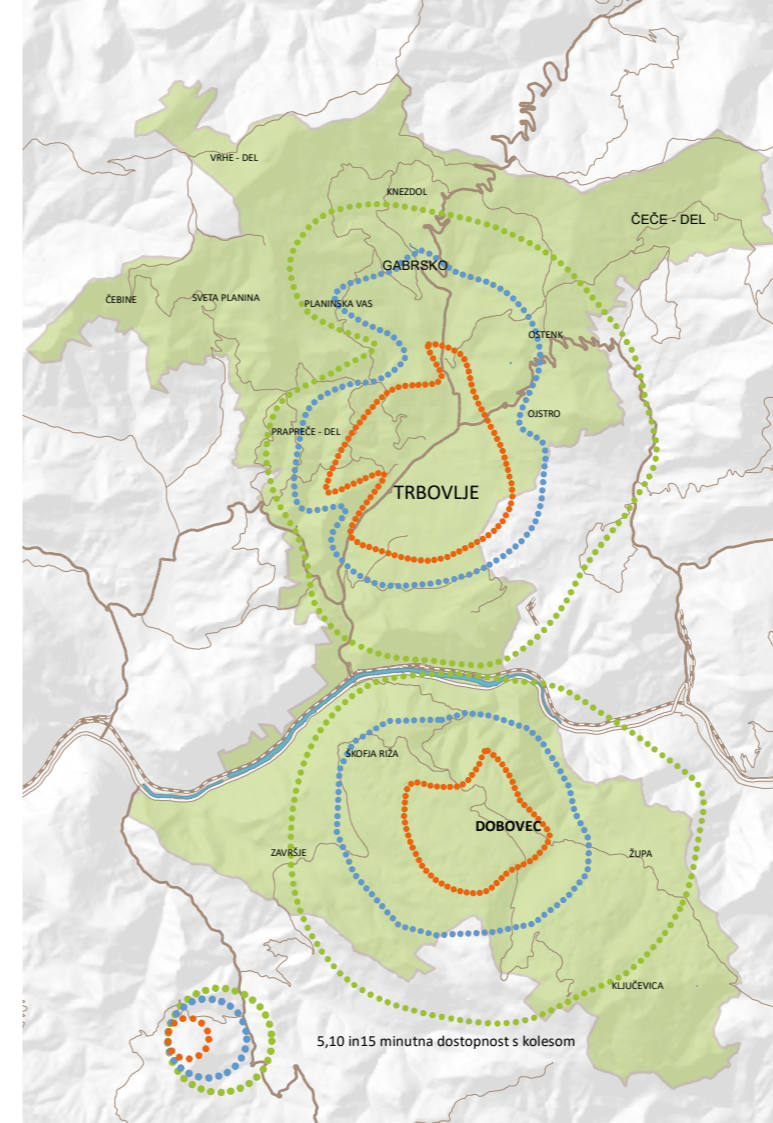 VRHE - DEL
KNEZDOL
ČEČE - DEL
GABRSKO
ČEBINE
SVETA PLANINA
PLANINSKA VAS
OSTENK
OJSTRO
PRAPREČE - DEL
TRBOVLJE
ŠKOFJA RIŽA
DOBOVEC
ZAVRŠJE
ŽUPA
KLJUČEVICA
5,10 in15 minutna dostopnost s kolesom